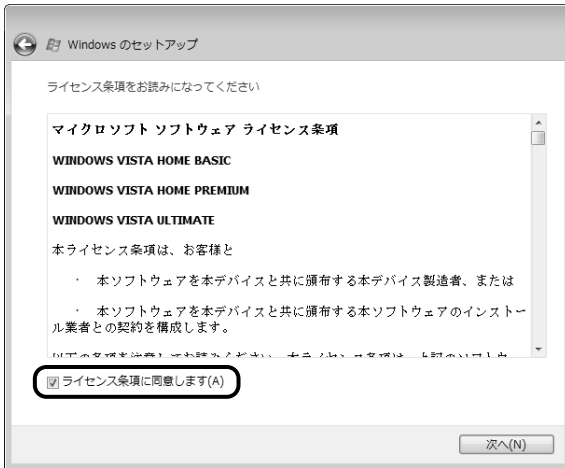 Windows のセットアップ
ライセンス条項をお読みになってください
マイクロソフト ソフトウェア ライセンス条項
WINDOWS VISTA HOME BASIC
WINDOWS VISTA HOME PREMIUM
WINDOWS VISTA ULTIMATE
本ライセンス条項は、お客様と
· 本ソフトウェアを本デバイスと共に頒布する本デバイス製造者、または
· 本ソフトウェアを本デバイスと共に頒布する本ソフトウェアのインストー
ル業者との契約を構成します。
ライセンス条項に同意します(A)
次へ(N)